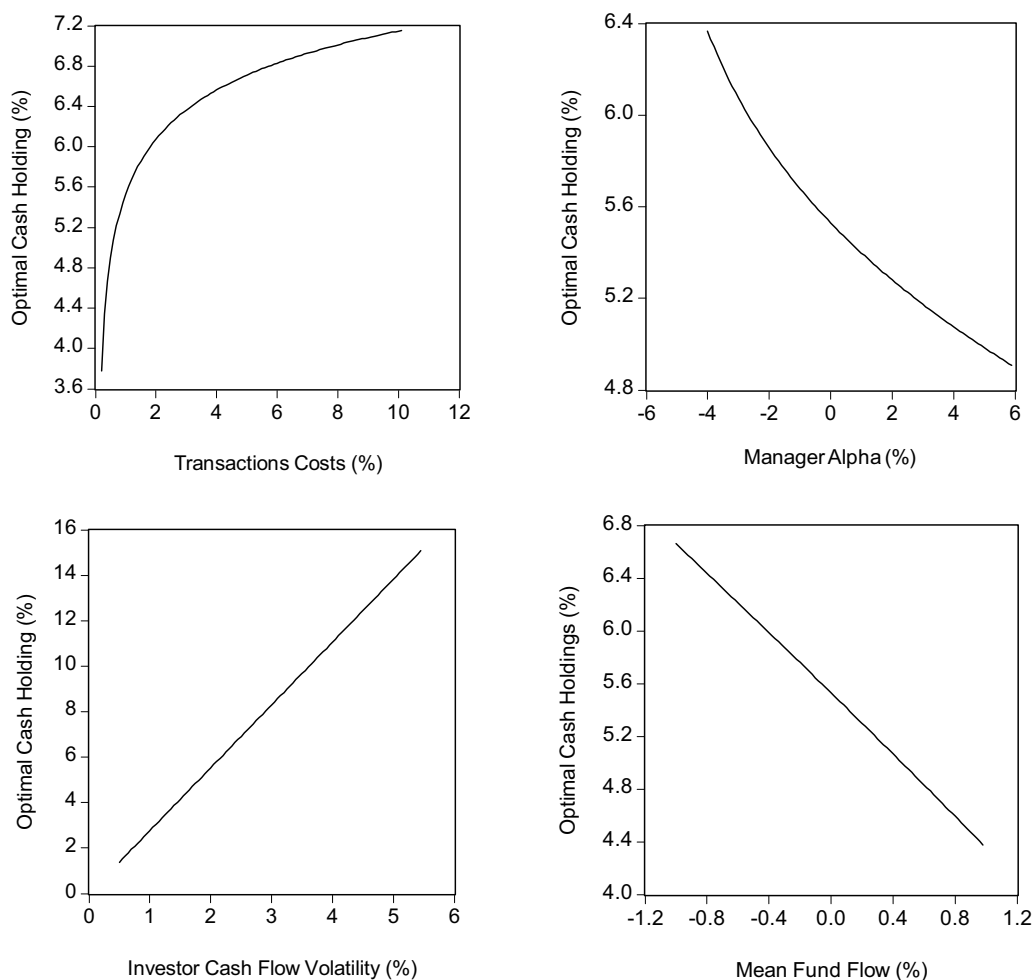 7.2
6.8
6.4
6.0
5.6
5.2
4.8
4.4
4.0
3.6
0 2 4 6 8 10 12
Optimal Cash Holding (%)
Transactions Costs (%)
6.4
6.0
5.6
5.2
4.8
-6 -4 -2 0 2 4 6
Optimal Cash Holding (%)
Manager Alpha (%)
16
14
12
10
8
6
4
2
0
0 1 2 3 4 5 6
Optimal Cash Holding (%)
Investor Cash Flow Volatility (%)
6.8
6.4
6.0
5.6
5.2
4.8
4.4
4.0
-1.2 -0.8 -0.4 0.0 0.4 0.8 1.2
Optimal Cash Holdings (%)
Mean Fund Flow (%)